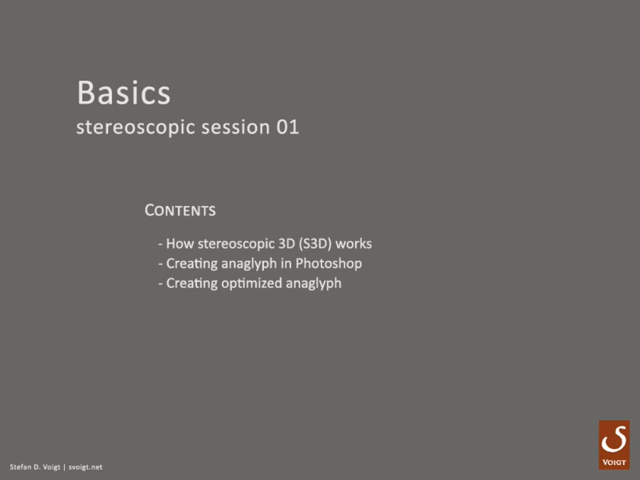 Basics
stereoscopic session 01
CONTENTS
- How stereoscopic 3D (S3D) works
- Creating anaglyph in Photoshop
- Creating optimized anaglyph
S
VOIGT
Stefan D. Voigt | svoigt.net